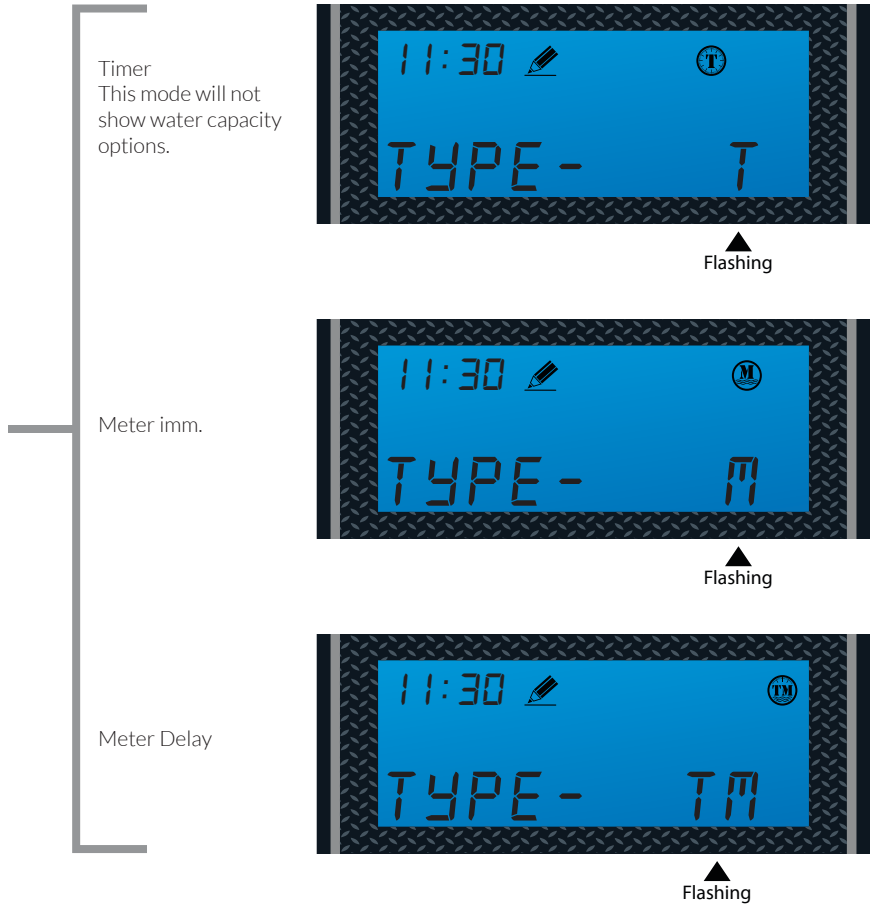 Timer
This mode will not
show water capacity
options.
11:30 T
TYPE- T
Flashing
Meter imm.
11:30 M
TYPE- M
Flashing
Meter Delay
11:30 TM
TYPE- TM
Flashing